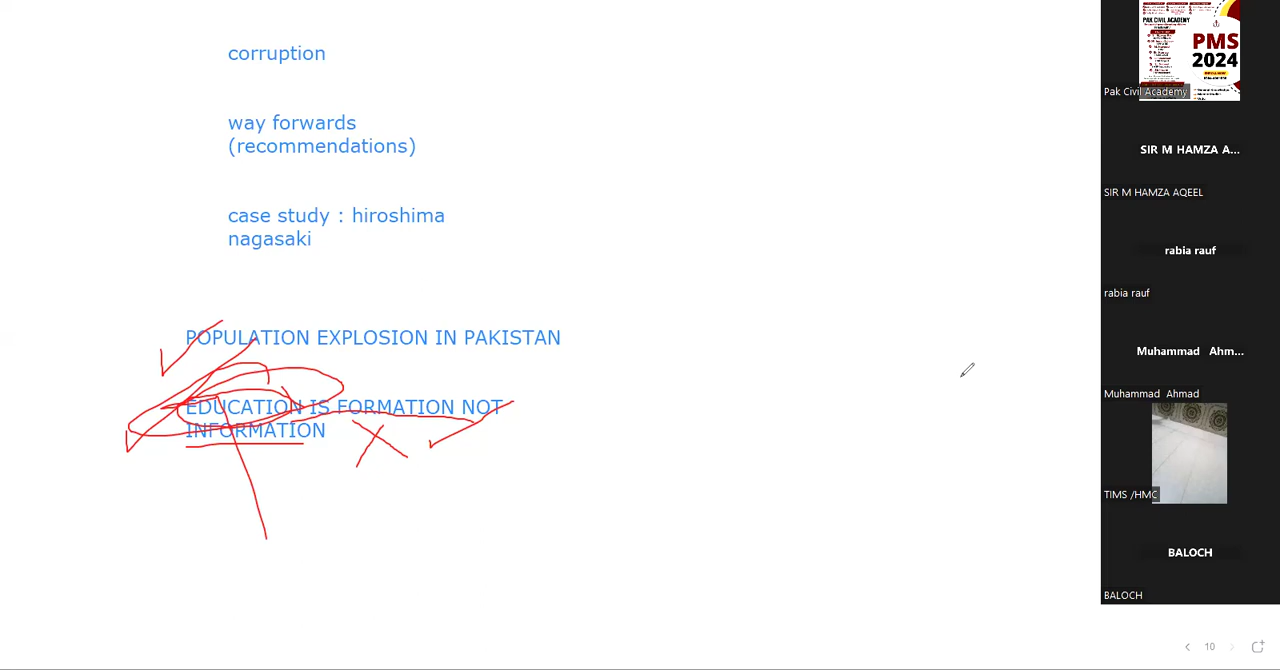 corruption
way forwards
(recommendations)
case study : hiroshima
nagasaki
POPULATION EXPLOSION IN PAKISTAN
EDUCATION IS FORMATION NOT
INFORMATION
PAK CIVIL ACADEMY
PMS
2024
Pak Civil Academy
SIR M HAMZA A...
SIR M HAMZA AQEEL
rabia rauf
rabia rauf
Muhammad Ahm...
Muhammad Ahmad
TIMS /HMC
BALOCH
BALOCH
10